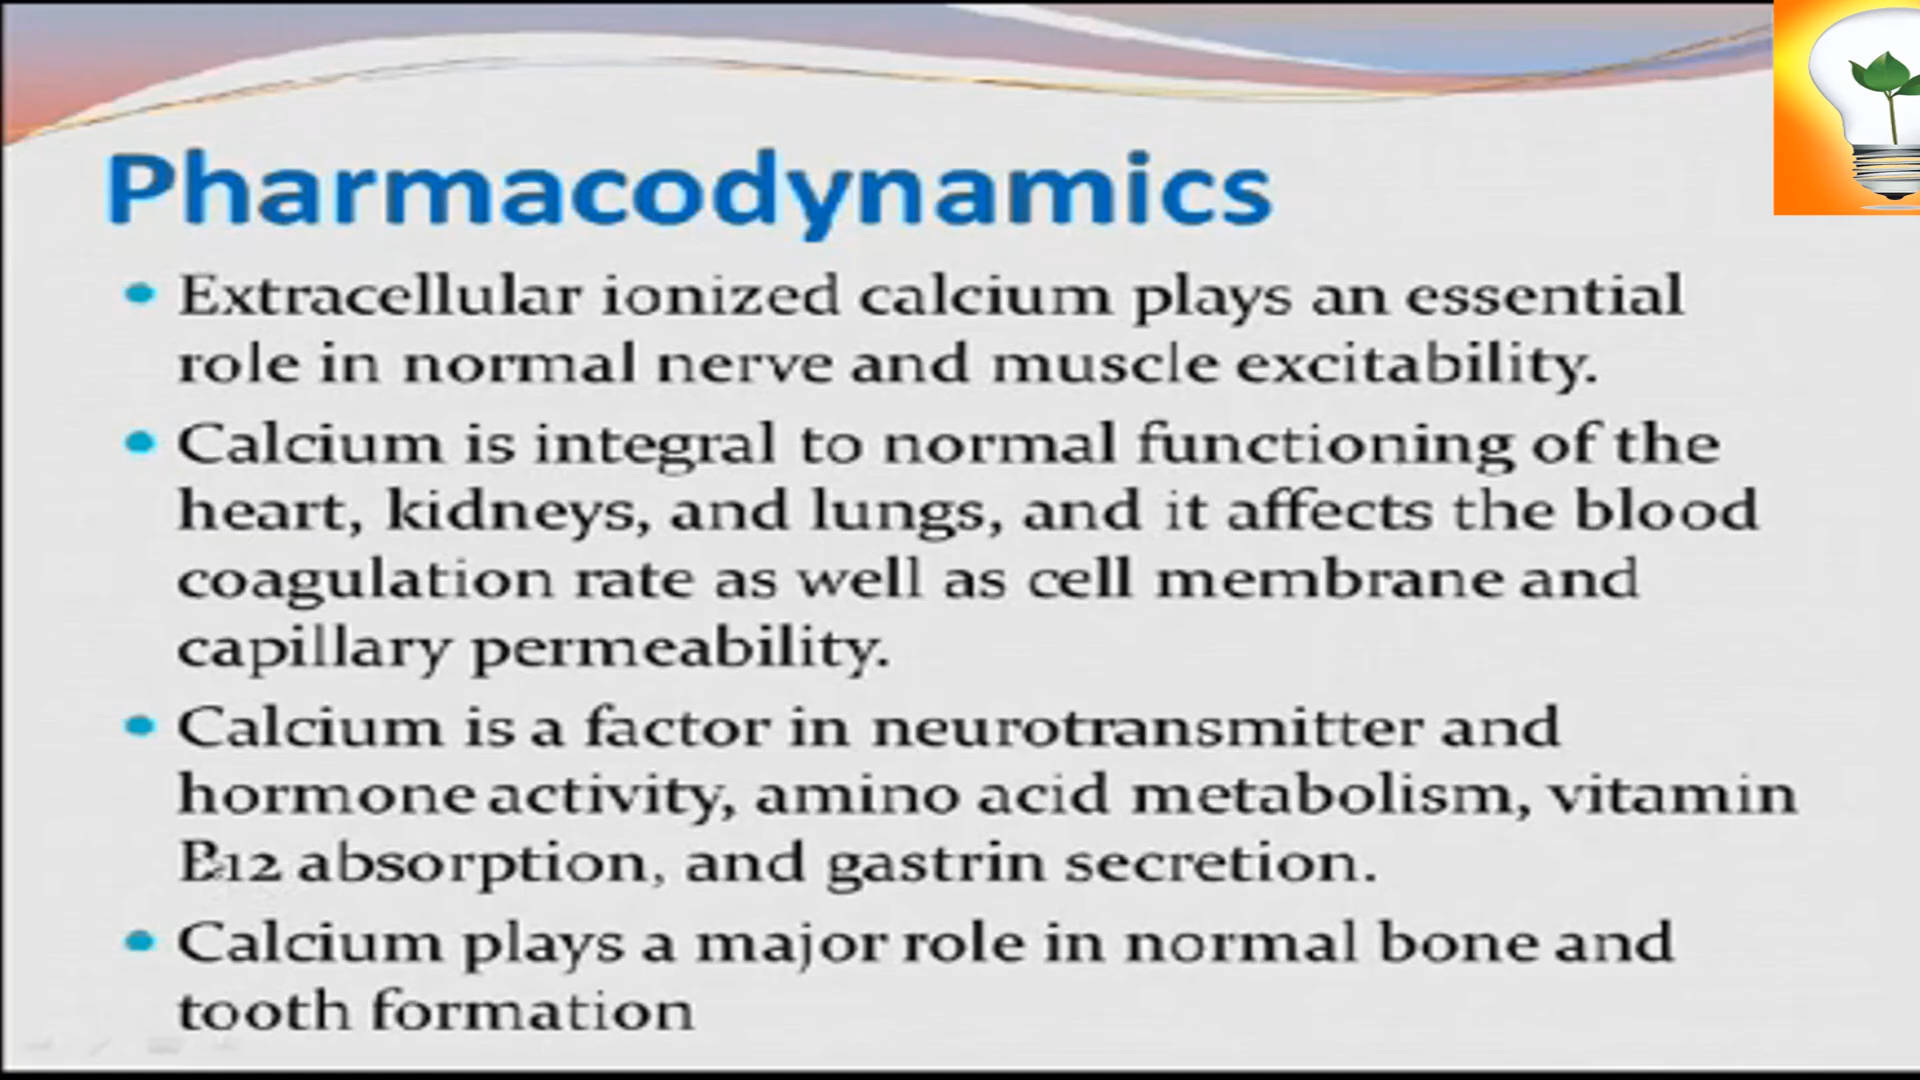 Pharmacodynamics
• Extracellular ionized calcium plays an essential
role in normal nerve and muscle excitability.
• Calcium is integral to normal functioning of the
heart, kidneys, and lungs, and it affects the blood
coagulation rate as well as cell membrane and
capillary permeability.
• Calcium is a factor in neurotransmitter and
hormone activity, amino acid metabolism, vitamin
B12 absorption, and gastrin secretion.
• Calcium plays a major role in normal bone and
tooth formation